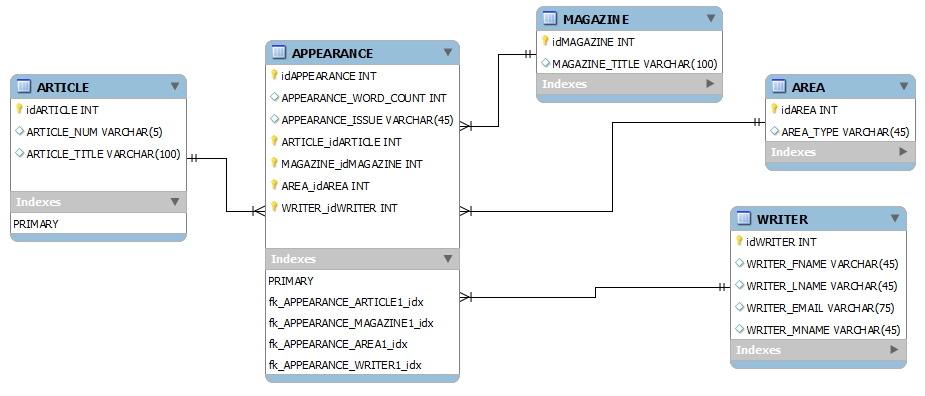 MAGAZINE
idMAGAZINE INT
MAGAZINE_TITLE VARCHAR(100)
Indexes
APPEARANCE
idAPPEARANCE INT
APPEARANCE_WORD_COUNT INT
APPEARANCE_ISSUE VARCHAR(45)
ARTICLE_idARTICLE INT
MAGAZINE_idMAGAZINE INT
AREA_idAREA INT
WRITER_idWRITER INT
Indexes
PRIMARY
fk_APPEARANCE_ARTICLE1_idx
fk_APPEARANCE_MAGAZINE1_idx
fk_APPEARANCE_AREA1_idx
fk_APPEARANCE_WRITER1_idx
ARTICLE
idARTICLE INT
ARTICLE_NUM VARCHAR(5)
ARTICLE_TITLE VARCHAR(100)
Indexes
PRIMARY
AREA
idAREA INT
AREA_TYPE VARCHAR(45)
Indexes
WRITER
idWRITER INT
WRITER_FNAME VARCHAR(45)
WRITER_LNAME VARCHAR(45)
WRITER_EMAIL VARCHAR(75)
WRITER_MNAME VARCHAR(45)
Indexes